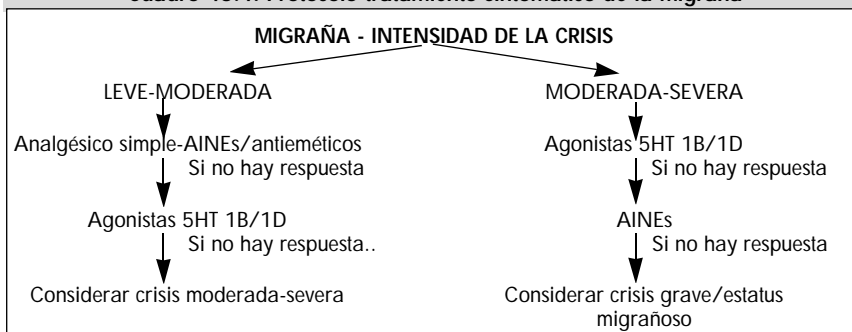 MIGRAÑA - INTENSIDAD DE LA CRISIS
LEVE-MODERADA
Analgésico simple-AINEs/antieméticos
Si no hay respuesta
Agonistas 5HT 1B/1D
Si no hay respuesta..
Considerar crisis moderada-severa
MODERADA-SEVERA
Agonistas 5HT 1B/1D
Si no hay respuesta
AINEs
Si no hay respuesta
Considerar crisis grave/estatus
migrañoso